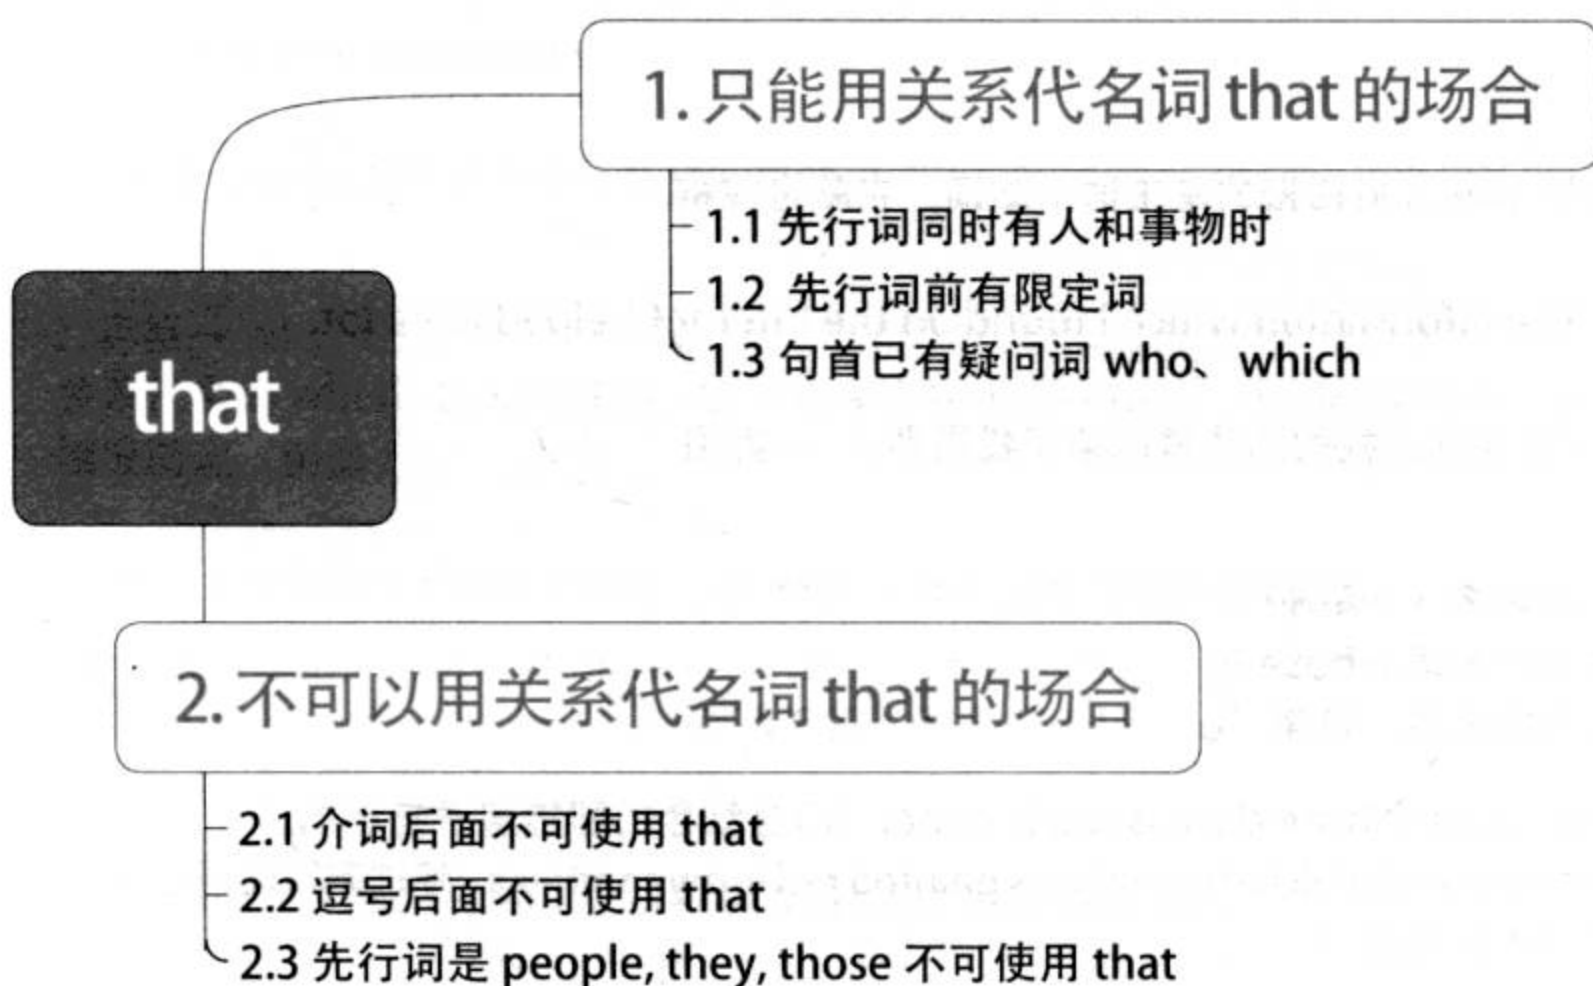 1. 只能用关系代名词 that 的场合
1.1 先行词同时有人和事物时
1.2 先行词前有限定词
1.3 句首已有疑问词 who、which
that
2. 不可以用关系代名词 that 的场合
2.1 介词后面不可使用 that
2.2 逗号后面不可使用 that
2.3 先行词是 people, they, those 不可使用 that